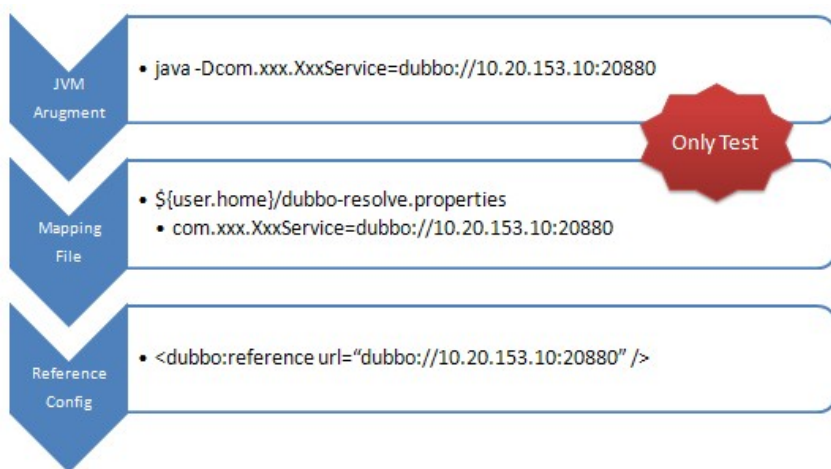 JVM
Arugment
• java -Dcom.xxx.XxxService=dubbo://10.20.153.10:20880
Only Test
Mapping
File
• ${user.home}/dubbo-resolve.properties
• com.xxx.XxxService=dubbo://10.20.153.10:20880
Reference
Config
• <dubbo:reference url=“dubbo://10.20.153.10:20880” />